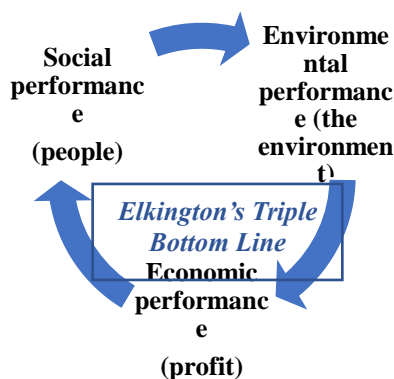 Social
performanc
e
(people)
Environme
ntal
performanc
e (the
environmen
t)
Elkington's Triple
Bottom Line
Economic
performanc
e
(profit)